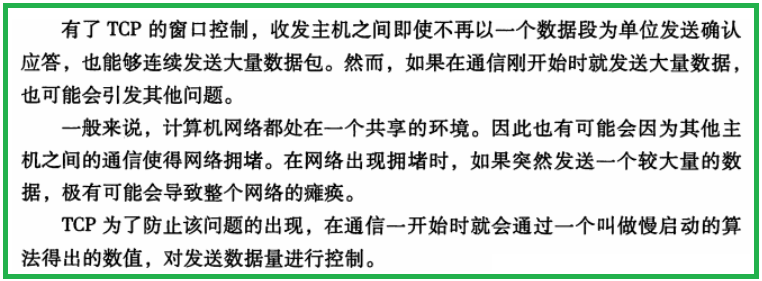 有了 TCP 的窗口控制，收发主机之间即使不再以一个数据段为单位发送确认
应答，也能够连续发送大量数据包。然而，如果在通信刚开始时就发送大量数据，
也可能会引发其他问题。
一般来说，计算机网络都处在一个共享的环境。因此也有可能会因为其他主
机之间的通信使得网络拥堵。在网络出现拥堵时，如果突然发送一个较大量的数
据，极有可能会导致整个网络的瘫痪。
TCP 为了防止该问题的出现，在通信一开始时就会通过一个叫做慢启动的算
法得出的数值，对发送数据量进行控制。